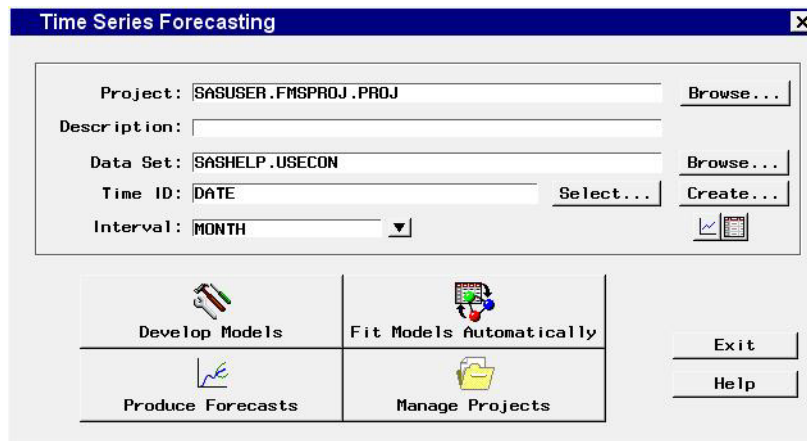 Time Series Forecasting
Project: SASUSER.FMSPROJ.PROJ Browse...
Description:
Data Set: SASHELP.USECON Browse...
Time ID: DATE Select... Create...
Interval: MONTH
Develop Models Fit Models Automatically
Exit
Produce Forecasts Manage Projects
Help